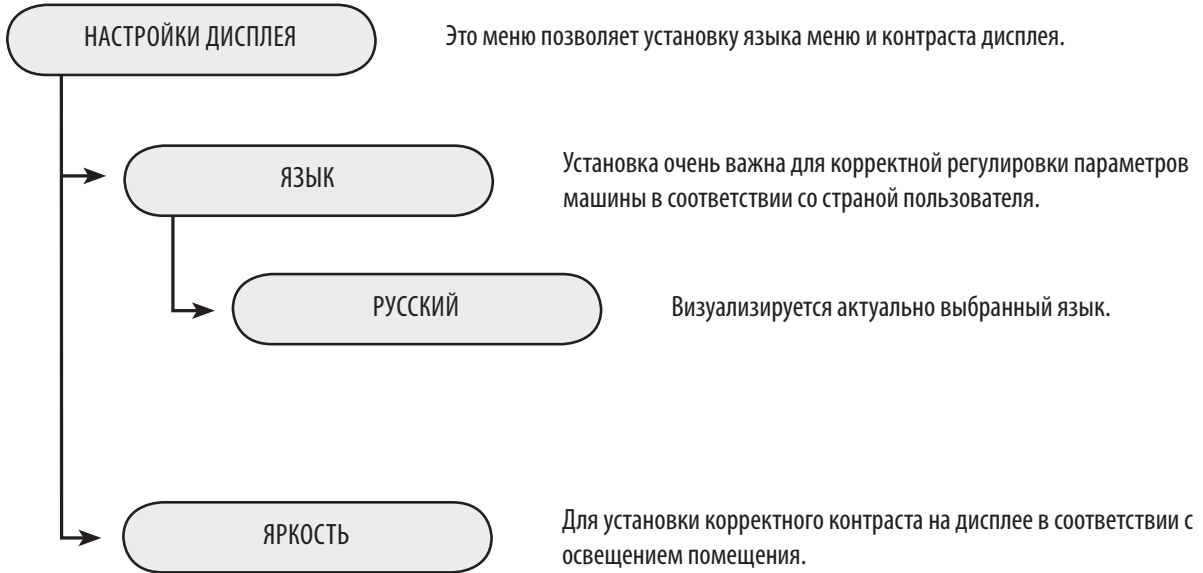 НАСТРОЙКИ ДИСПЛЕЯ
Это меню позволяет установку языка меню и контраста дисплея.
ЯЗЫК
Установка очень важна для корректной регулировки параметров
машины в соответствии со страной пользователя.
РУССКИЙ
Визуализируется актуально выбранный язык.
ЯРКОСТЬ
Для установки корректного контраста на дисплее в соответствии с
освещением помещения.